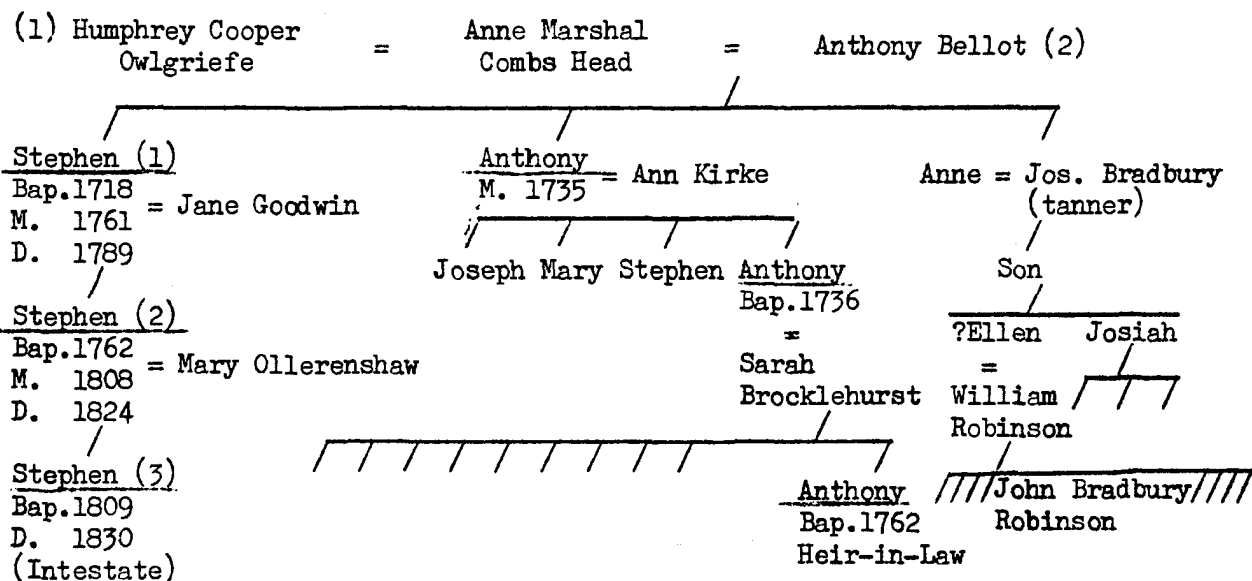 (1) Humphrey Cooper = Anne Marshal = Anthony Bellot (2)
Owlgriefe Combs Head
Stephen (1)
Bap.1718
M. 1761 = Jane Goodwin
D. 1789
Anthony
M. 1735 = Ann Kirke
Anne = Jos. Bradbury
(tanner)
Joseph Mary Stephen Anthony
Bap.1736
=
Sarah
Brocklehurst
Son
?Ellen Josiah
=
William
Robinson
Stephen (2)
Bap.1762
M. 1808 = Mary Ollerenshaw
D. 1824
Stephen (3)
Bap.1809
D. 1830
(Intestate)
Anthony
Bap.1762
Heir-in-Law
John Bradbury
Robinson